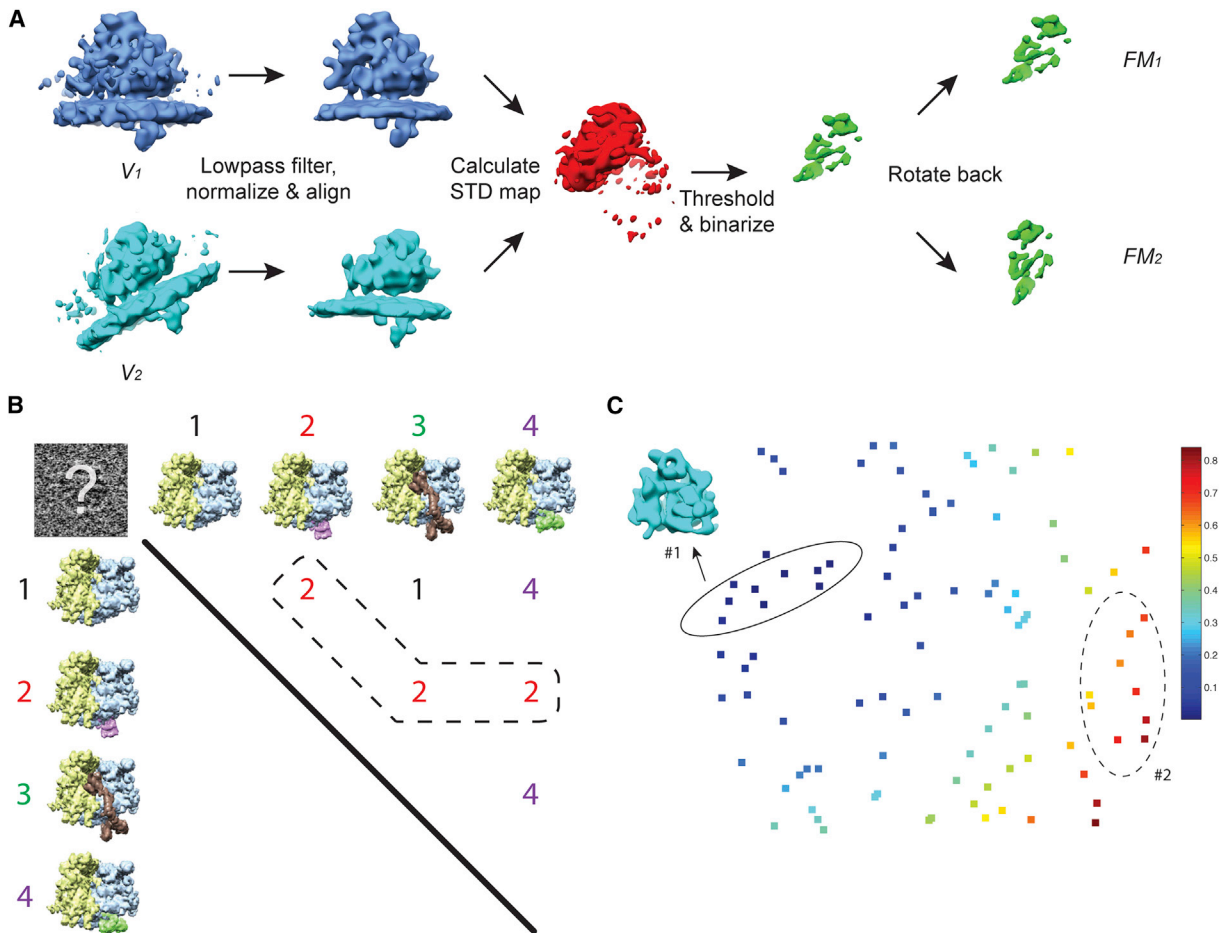 A
V1
Lowpass filter,
normalize & align
V2
Calculate
STD map
Threshold
& binarize
Rotate back
FM1
FM2
B
1 2 3 4
?
1 2 1 4
2 2 2
3 4
4
C
#1
#2
0.8
0.7
0.6
0.5
0.4
0.3
0.2
0.1